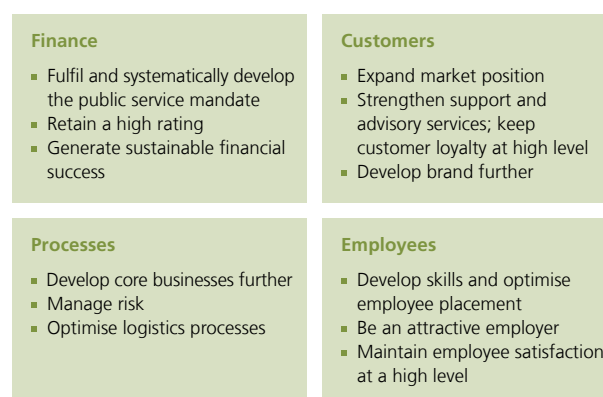 Finance
▪ Fulfil and systematically develop
the public service mandate
▪ Retain a high rating
▪ Generate sustainable financial
success
Customers
▪ Expand market position
▪ Strengthen support and
advisory services; keep
customer loyalty at high level
▪ Develop brand further
Processes
▪ Develop core businesses further
▪ Manage risk
▪ Optimise logistics processes
Employees
▪ Develop skills and optimise
employee placement
▪ Be an attractive employer
▪ Maintain employee satisfaction
at a high level